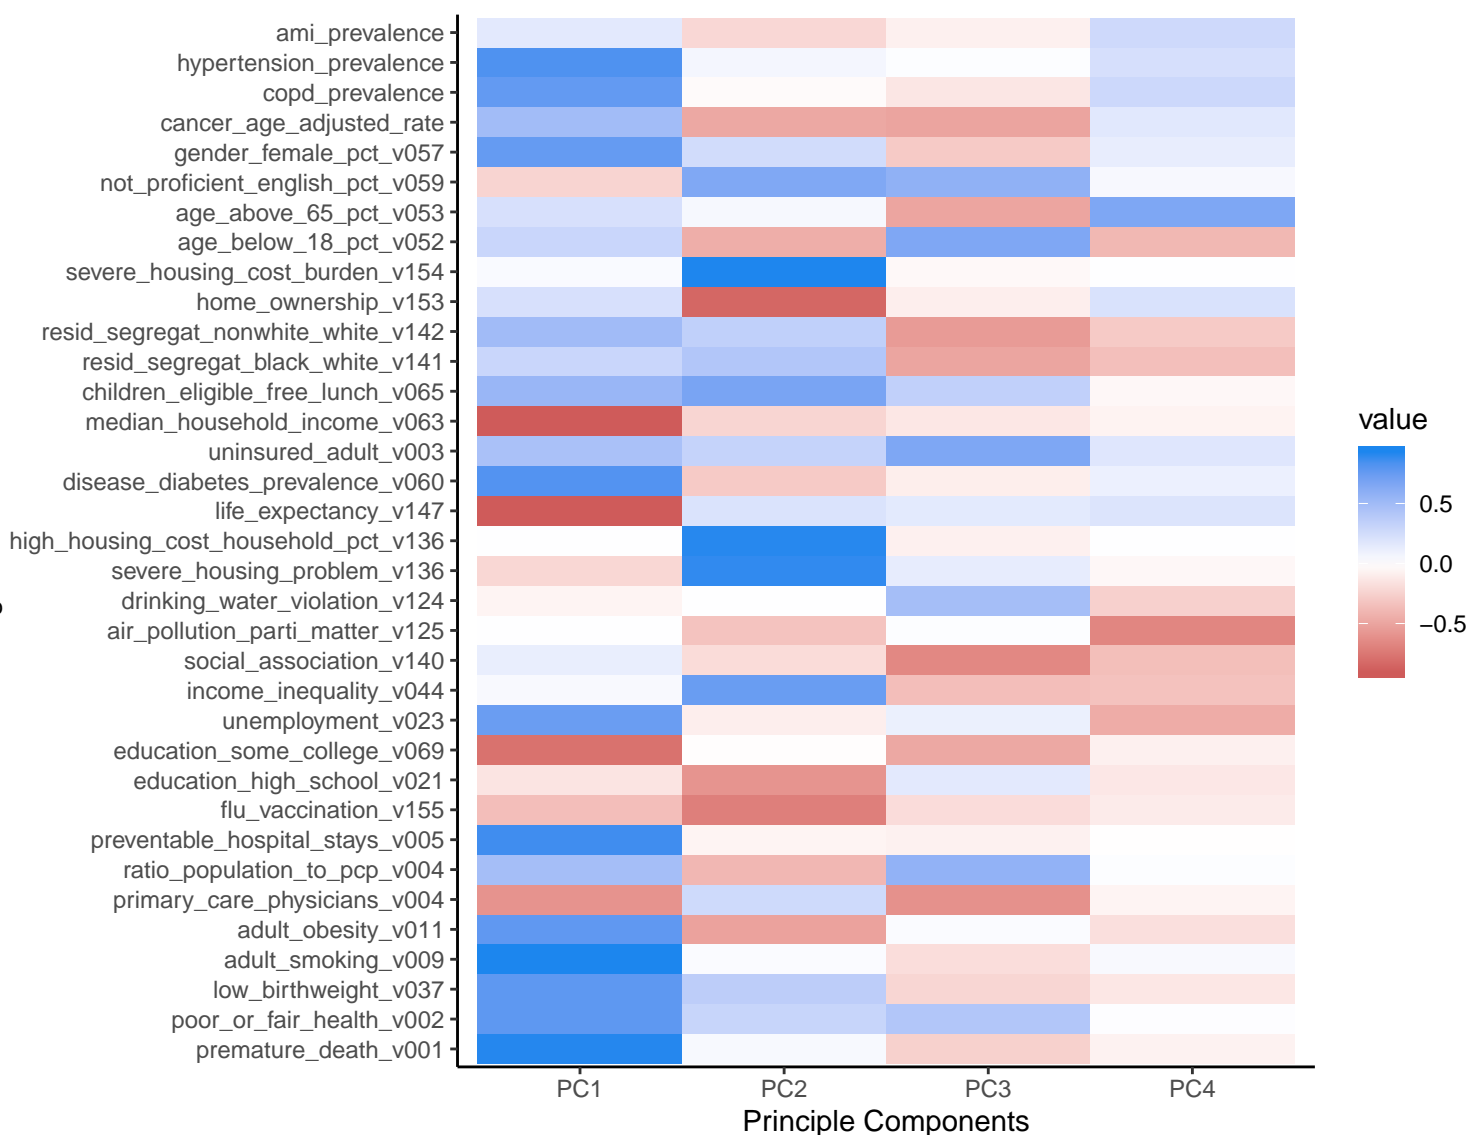 ami_prevalence
hypertension_prevalence
copd_prevalence
cancer_age_adjusted_rate
gender_female_pct_v057
not_proficient_english_pct_v059
age_above_65_pct_v053
age_below_18_pct_v052
severe_housing_cost_burden_v154
home_ownership_v153
resid_segregat_nonwhite_white_v142
resid_segregat_black_white_v141
children_eligible_free_lunch_v065
median_household_income_v063
uninsured_adult_v003
disease_diabetes_prevalence_v060
life_expectancy_v147
high_housing_cost_household_pct_v136
severe_housing_problem_v136
drinking_water_violation_v124
air_pollution_parti_matter_v125
social_association_v140
income_inequality_v044
unemployment_v023
education_some_college_v069
education_high_school_v021
flu_vaccination_v155
preventable_hospital_stays_v005
ratio_population_to_pcp_v004
primary_care_physicians_v004
adult_obesity_v011
adult_smoking_v009
low_birthweight_v037
poor_or_fair_health_v002
premature_death_v001
PC1 PC2 PC3 PC4
Principle Components
value
0.5
0.0
−0.5